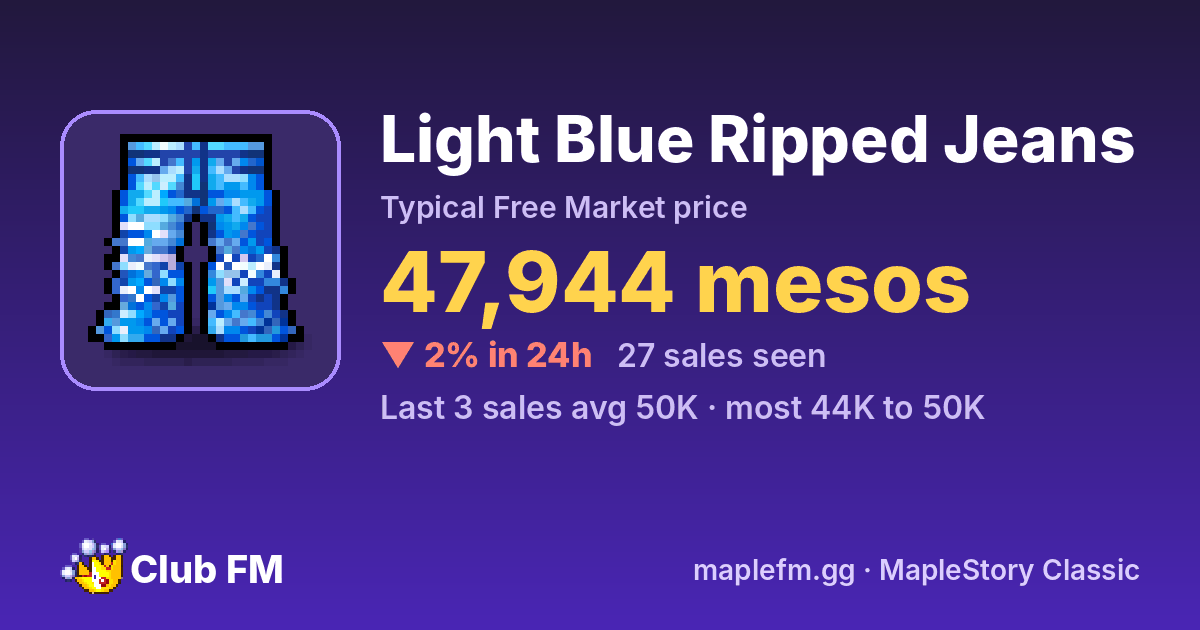 Light Blue Ripped Jeans
Typical Free Market price
47,944 mesos
▼ 2% in 24h 27 sales seen
Last 3 sales avg 50K · most 44K to 50K
Club FM
maplefm.gg · MapleStory Classic